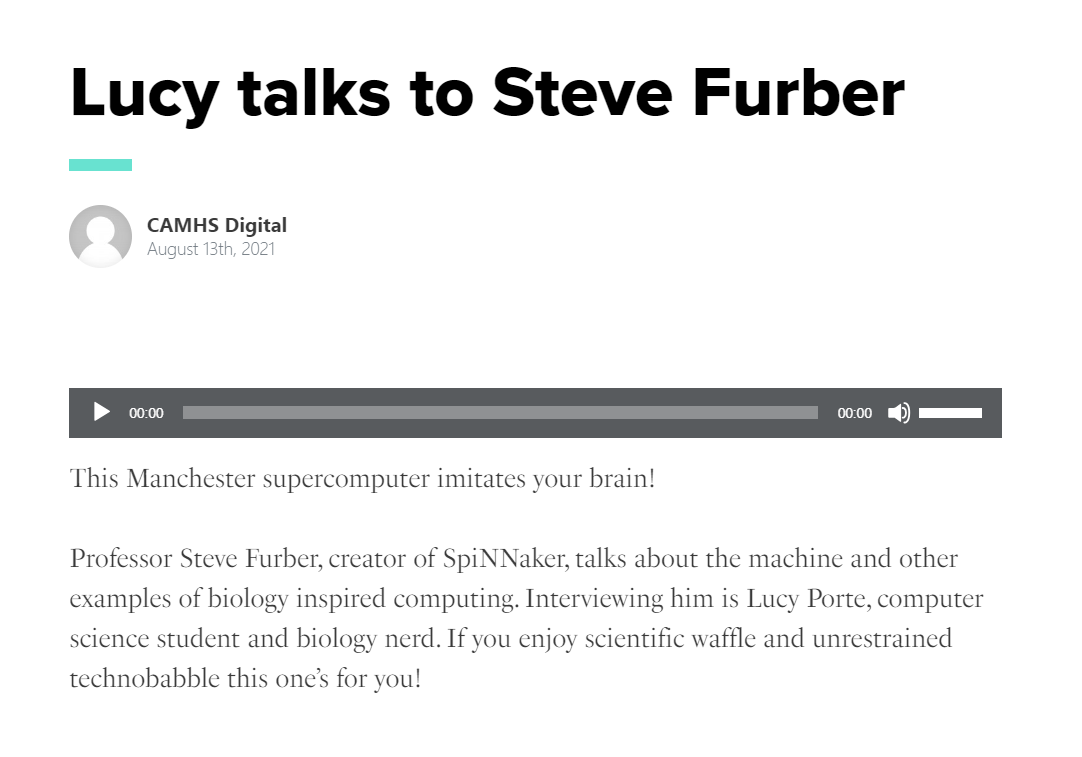 Lucy talks to Steve Furber
CAMHS Digital
August 13th, 2021
00:00 00:00
This Manchester supercomputer imitates your brain!
Professor Steve Furber, creator of SpiNNaker, talks about the machine and other
examples of biology inspired computing. Interviewing him is Lucy Porte, computer
science student and biology nerd. If you enjoy scientific waffle and unrestrained
technobabble this one’s for you!